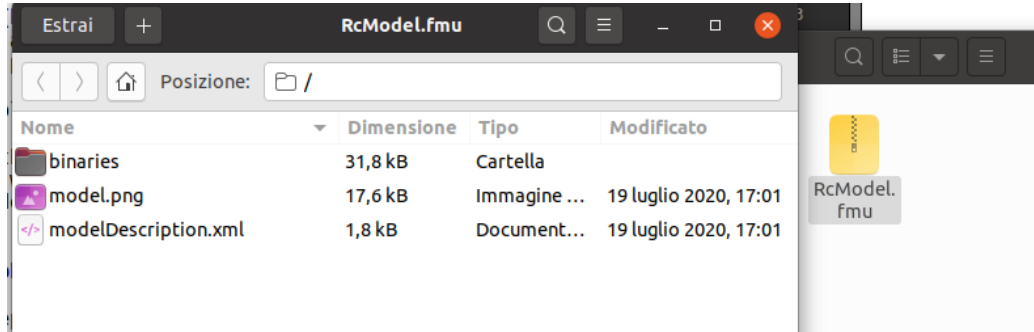 Estrai + RcModel.fmu
Posizione: /
Nome Dimensione Tipo Modificato
binaries 31,8 kB Cartella
model.png 17,6 kB Immagine … 19 luglio 2020, 17:01
modelDescription.xml 1,8 kB Document… 19 luglio 2020, 17:01
RcModel.
fmu